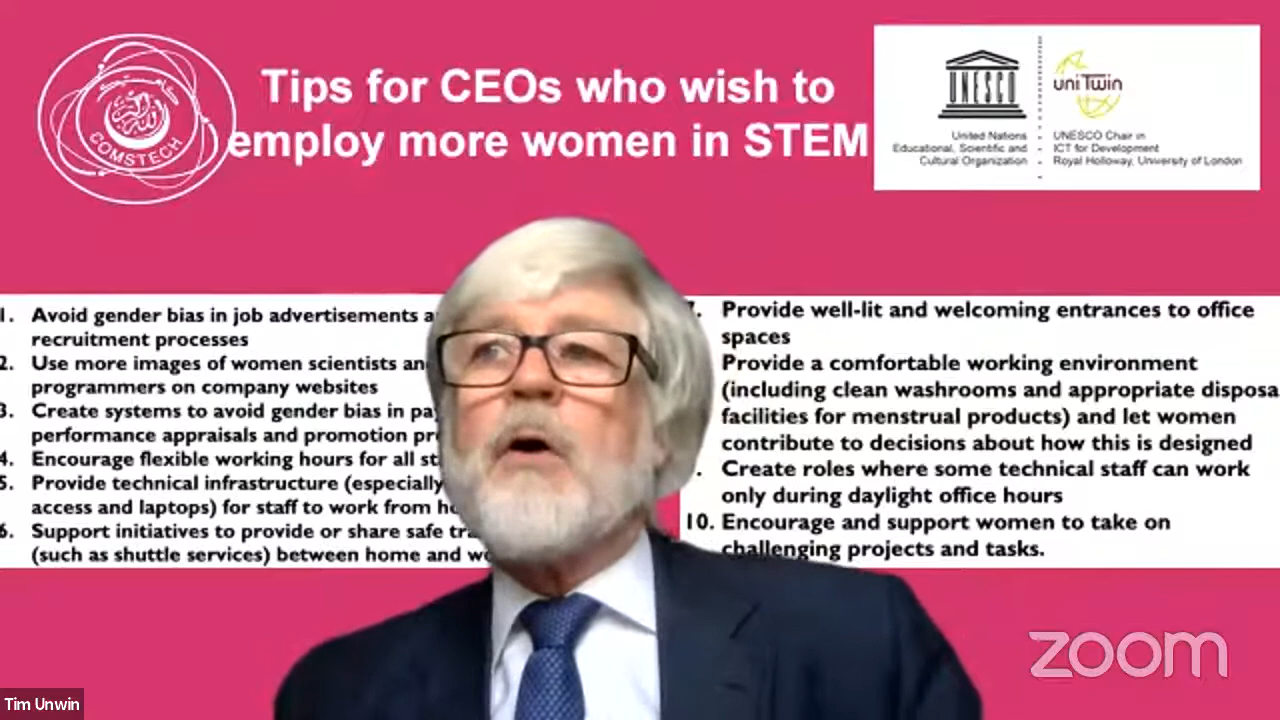 Tips for CEOs who wish to
employ more women in STEM
COMSTECH
UNESCO
uniTwin
United Nations
Educational, Scientific and
Cultural Organization
UNESCO Chair in
ICT for Development
Royal Holloway, University of London
1. Avoid gender bias in job advertisements
recruitment processes
2. Use more images of women scientists
programmers on company websites
3. Create systems to avoid gender bias in
performance appraisals and promotion
4. Encourage flexible working hours for all
5. Provide technical infrastructure (especially
access and laptops) for staff to work from
6. Support initiatives to provide or share safe
(such as shuttle services) between home and
Provide well-lit and welcoming entrances to office
spaces
Provide a comfortable working environment
(including clean washrooms and appropriate disposa
facilities for menstrual products) and let women
contribute to decisions about how this is designed
Create roles where some technical staff can work
only during daylight office hours
10. Encourage and support women to take on
challenging projects and tasks.
zoom
Tim Unwin